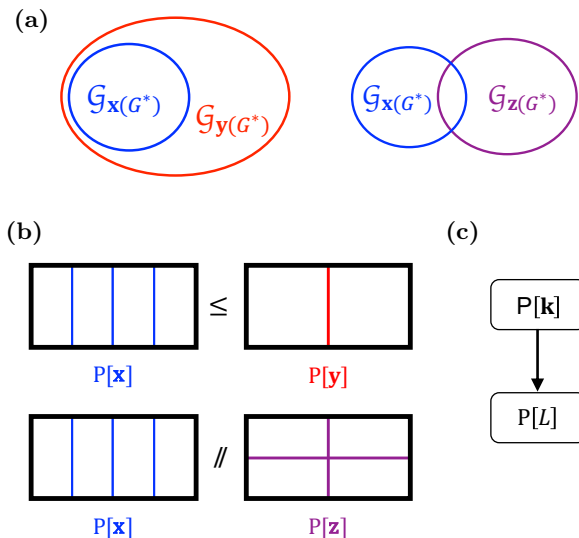 (a)
𝒢𝐱(G*)
𝒢𝐲(G*)
𝒢𝐱(G*)
𝒢𝐳(G*)
(b)
≤
P[𝐱]
P[𝐲]
//
P[𝐱]
P[𝐳]
(c)
P[𝐤]
P[L]